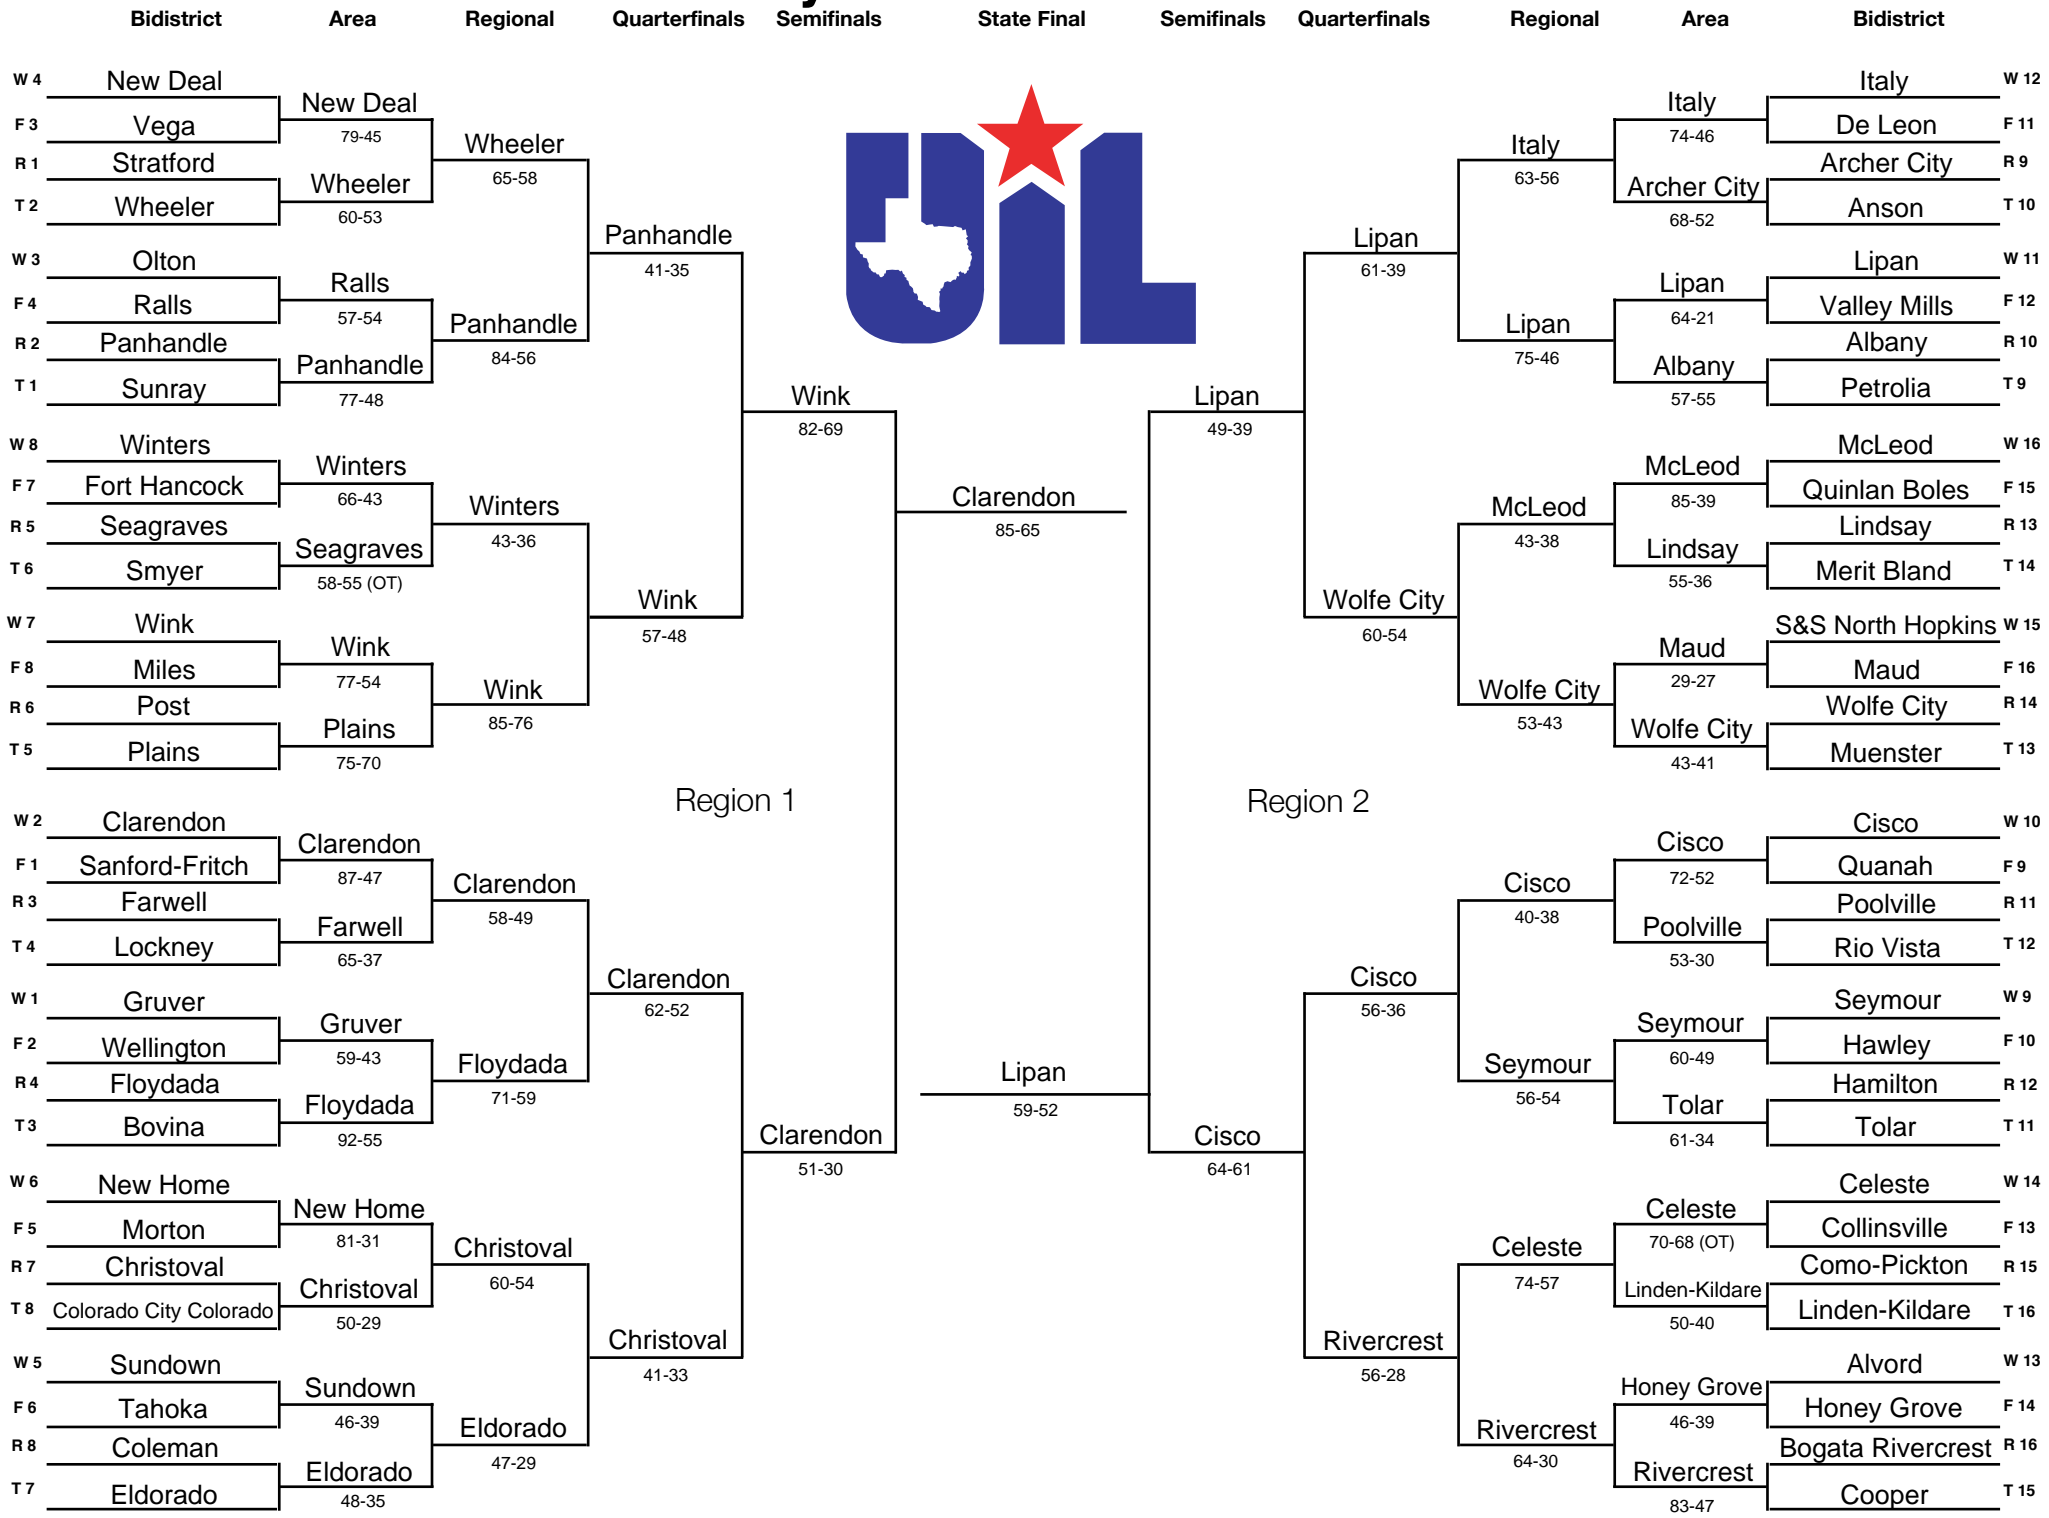 y
Bidistrict Area Regional Quarterfinals Semifinals State Final Semifinals Quarterfinals Regional Area Bidistrict
W 4 New Deal
New Deal
79-45
F 3 Vega
R 1 Stratford
Wheeler
60-53
T 2 Wheeler
Wheeler
65-58
W 3 Olton
Ralls
57-54
F 4 Ralls
R 2 Panhandle
Panhandle
77-48
T 1 Sunray
Panhandle
84-56
Panhandle
41-35
W 8 Winters
Winters
66-43
F 7 Fort Hancock
R 5 Seagraves
Seagraves
58-55 (OT)
T 6 Smyer
Winters
43-36
W 7 Wink
Wink
77-54
F 8 Miles
R 6 Post
Plains
75-70
T 5 Plains
Wink
85-76
Wink
57-48
Wink
82-69
Region 1
W 2 Clarendon
Clarendon
87-47
F 1 Sanford-Fritch
R 3 Farwell
Farwell
65-37
T 4 Lockney
Clarendon
58-49
W 1 Gruver
Gruver
59-43
F 2 Wellington
R 4 Floydada
Floydada
92-55
T 3 Bovina
Floydada
71-59
Clarendon
62-52
W 6 New Home
New Home
81-31
F 5 Morton
R 7 Christoval
Christoval
50-29
T 8 Colorado City Colorado
Christoval
60-54
W 5 Sundown
Sundown
46-39
F 6 Tahoka
R 8 Coleman
Eldorado
48-35
T 7 Eldorado
Eldorado
47-29
Christoval
41-33
Clarendon
51-30
UIL
Clarendon
85-65
Lipan
59-52
Italy W 12
Italy
74-46
De Leon F 11
Archer City R 9
Archer City
68-52
Anson T 10
Italy
63-56
Lipan W 11
Lipan
64-21
Valley Mills F 12
Albany R 10
Albany
57-55
Petrolia T 9
Lipan
75-46
Lipan
61-39
McLeod W 16
McLeod
85-39
Quinlan Boles F 15
Lindsay R 13
Lindsay
55-36
Merit Bland T 14
McLeod
43-38
S&S North Hopkins W 15
Maud
29-27
Maud F 16
Wolfe City R 14
Wolfe City
43-41
Muenster T 13
Wolfe City
53-43
Wolfe City
60-54
Lipan
49-39
Region 2
Cisco W 10
Cisco
72-52
Quanah F 9
Poolville R 11
Poolville
53-30
Rio Vista T 12
Cisco
40-38
Seymour W 9
Seymour
60-49
Hawley F 10
Hamilton R 12
Tolar
61-34
Tolar T 11
Seymour
56-54
Cisco
56-36
Celeste W 14
Celeste
70-68 (OT)
Collinsville F 13
Como-Pickton R 15
Linden-Kildare
50-40
Linden-Kildare T 16
Celeste
74-57
Alvord W 13
Honey Grove
46-39
Honey Grove F 14
Bogata Rivercrest R 16
Rivercrest
83-47
Cooper T 15
Rivercrest
64-30
Rivercrest
56-28
Cisco
64-61